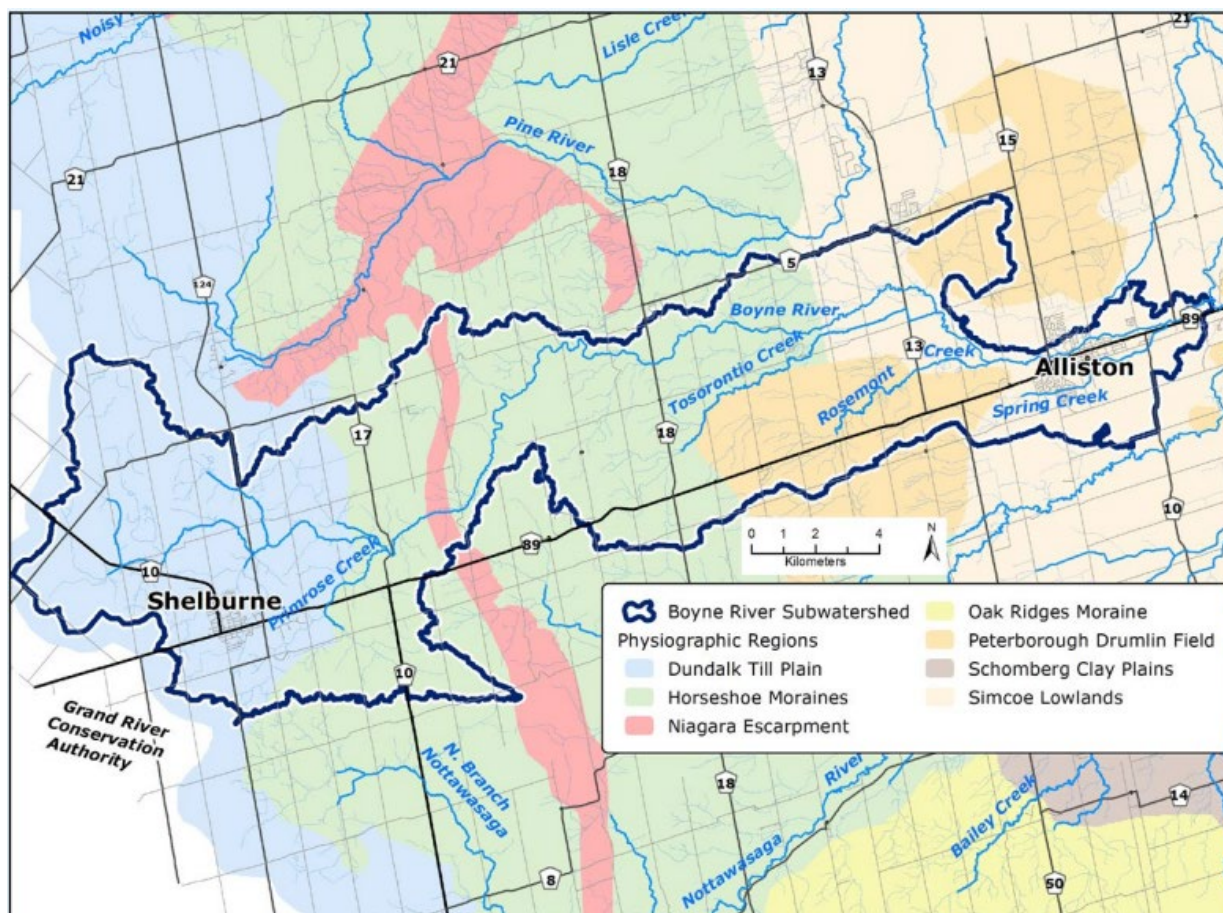 Noisy
Lisle Creek
21
21
13
Pine River
15
21
18
5
124
Boyne River
89
13
Creek
Alliston
Tosorontio Creek
Rosemont
Spring Creek
17
18
10
0 1 2 4
Kilometers
N
89
10
Shelburne
Primrose Creek
10
Grand River
Conservation
Authority
N. Branch
Nottawasaga
18
River
Nottawasaga
Bailey Creek
14
8
50
Boyne River Subwatershed
Physiographic Regions
Dundalk Till Plain
Horseshoe Moraines
Niagara Escarpment
Oak Ridges Moraine
Peterborough Drumlin Field
Schomberg Clay Plains
Simcoe Lowlands